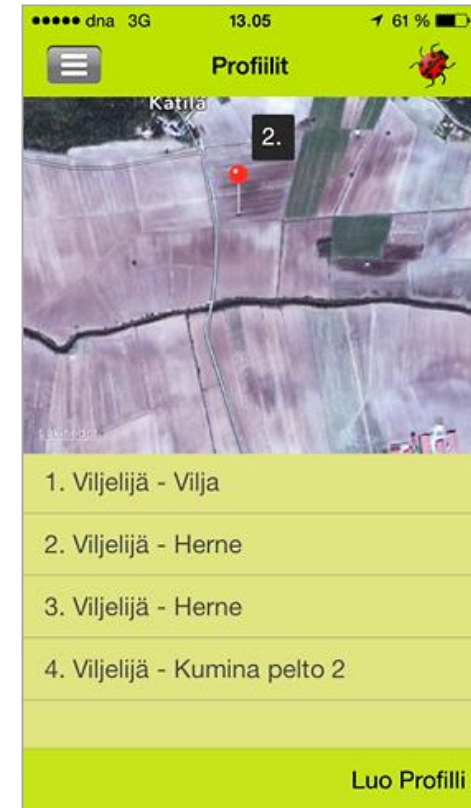 dna 3G 13.05 61 %
Profiilit
Katila
2.
1. Viljelijä - Vilja
2. Viljelijä - Herne
3. Viljelijä - Herne
4. Viljelijä - Kumina pelto 2
Luo Profilli